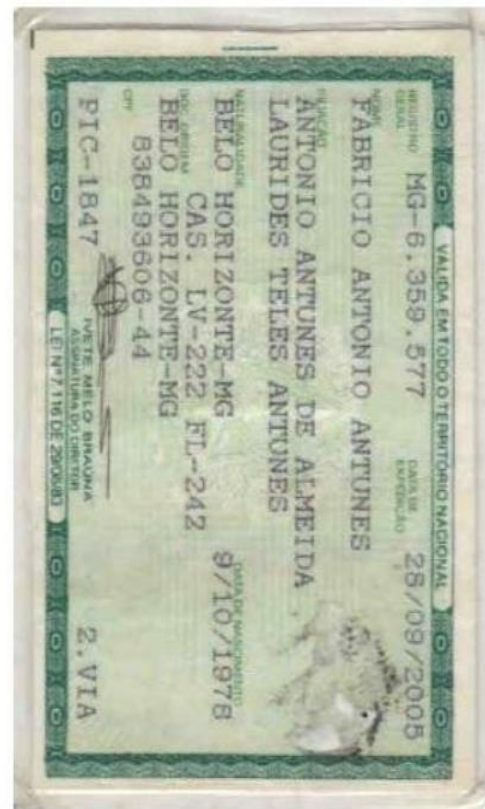 VÁLIDA EM TODO O TERRITÓRIO NACIONAL
REGISTRO GERAL MG-6.359.577 DATA DE EXPEDIÇÃO 28/09/2005
NOME
FABRICIO ANTONIO ANTUNES
FILIAÇÃO
ANTONIO ANTUNES DE ALMEIDA
LAURIDES TELES ANTUNES
NATURALIDADE DATA DE NASCIMENTO
BELO HORIZONTE-MG 9/10/1978
DOC. ORIGEM CAS. LV-222 FL-242
BELO HORIZONTE-MG
CPF 838493606-44
PIC-1847 2.VIA
IVETE MELO BRAUNA
ASSINATURA DO DIRETOR
LEI Nº 7.116 DE 29/08/83